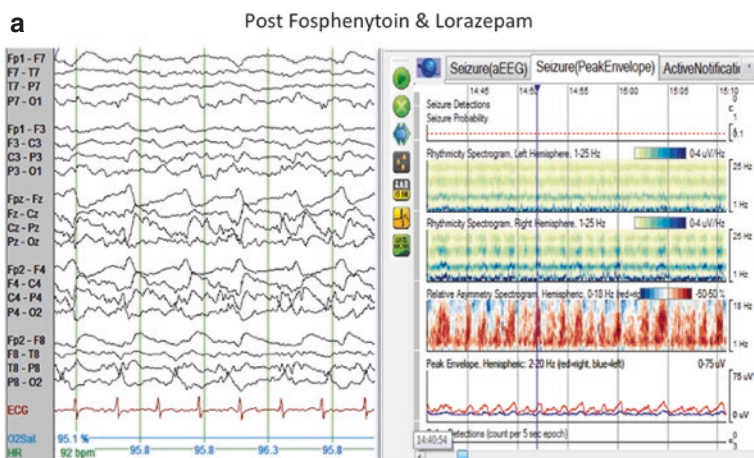 a
Post Fosphenytoin & Lorazepam
Fp1 - F7
F7 - T7
T7 - P7
P7 - O1
Fp1 - F3
F3 - C3
C3 - P3
P3 - O1
Fpz - Fz
Fz - Cz
Cz - Pz
Pz - Oz
Fp2 - F4
F4 - C4
C4 - P4
P4 - O2
Fp2 - F8
F8 - T8
T8 - P8
P8 - O2
ECG
O2Sat 95.1 % 95.8 95.8 96.3 95.8
HR 92 bpm
Seizure(aEEG) Seizure(PeakEnvelope) ActiveNotificati
14:45 14:50 14:55 15:00 15:05 15:10
Seizure Detections
Seizure Probability
0
1
0.1
Rhythmicity Spectrogram, Left Hemisphere, 1-25 Hz 0-4 uV/Hz
25 Hz
1 Hz
Rhythmicity Spectrogram, Right Hemisphere, 1-25 Hz 0-4 uV/Hz
25 Hz
1 Hz
Relative Asymmetry Spectrogram, Hemispheric, 0-18 Hz (red=rig -50-50 %
18 Hz
1 Hz
Peak Envelope, Hemispheric: 2-20 Hz (red=right, blue=left) 0-75 uV
75 uV
0 uV
Detections (count per 5 sec epoch)
0
3
14:40:54